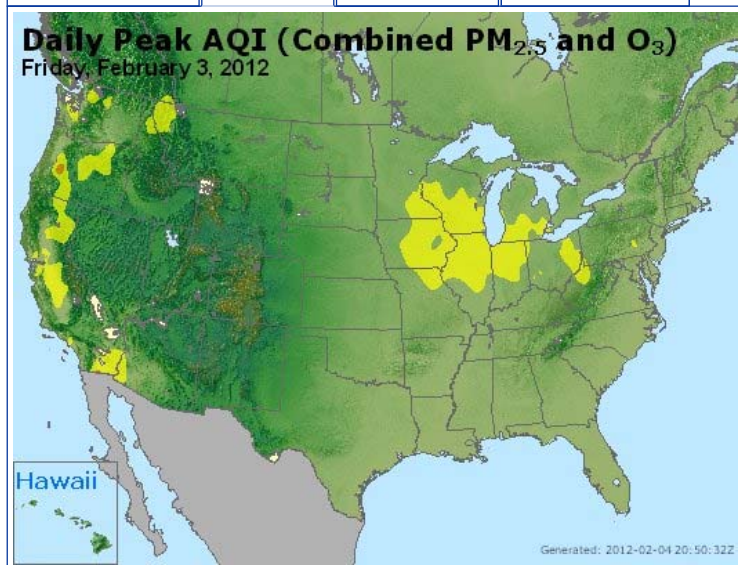 Daily Peak AQI (Combined PM2.5 and O3)
Friday, February 3, 2012
Hawaii
Generated: 2012-02-04 20:50:32Z